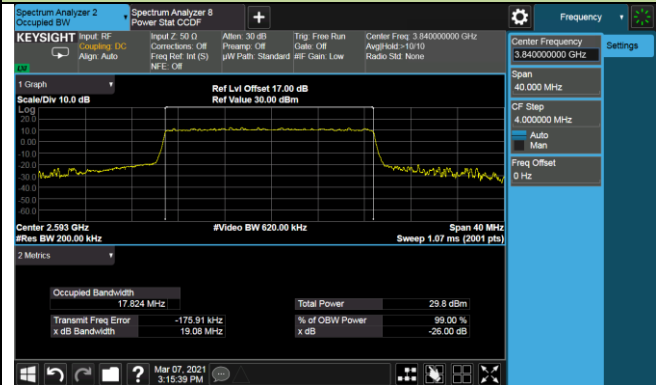 Spectrum Analyzer 2
Occupied BW
Spectrum Analyzer 8
Power Stat CCDF
+
Frequency
KEYSIGHT
Input: RF
Coupling: DC
Align: Auto
Input Z: 50 Ω
Corrections: Off
Freq Ref: Int (S)
NFE: Off
Atten: 30 dB
Preamp: Off
µW Path: Standard
Trig: Free Run
Gate: Off
#IF Gain: Low
Center Freq: 3.840000000 GHz
Avg|Hold:>10/10
Radio Std: None
Center Frequency
3.840000000 GHz
Settings
Span
40.000 MHz
CF Step
4.000000 MHz
Auto
Man
Freq Offset
0 Hz
1 Graph
Scale/Div 10.0 dB
Ref Lvl Offset 17.00 dB
Ref Value 30.00 dBm
Log
20.0
10.0
0.00
-10.0
-20.0
-30.0
-40.0
-50.0
-60.0
Center 2.593 GHz
#Res BW 200.00 kHz
#Video BW 620.00 kHz
Span 40 MHz
Sweep 1.07 ms (2001 pts)
2 Metrics
Occupied Bandwidth
17.824 MHz
Total Power 29.8 dBm
Transmit Freq Error -175.91 kHz
% of OBW Power 99.00 %
x dB Bandwidth 19.08 MHz
x dB -26.00 dB
?
Mar 07, 2021
3:15:39 PM